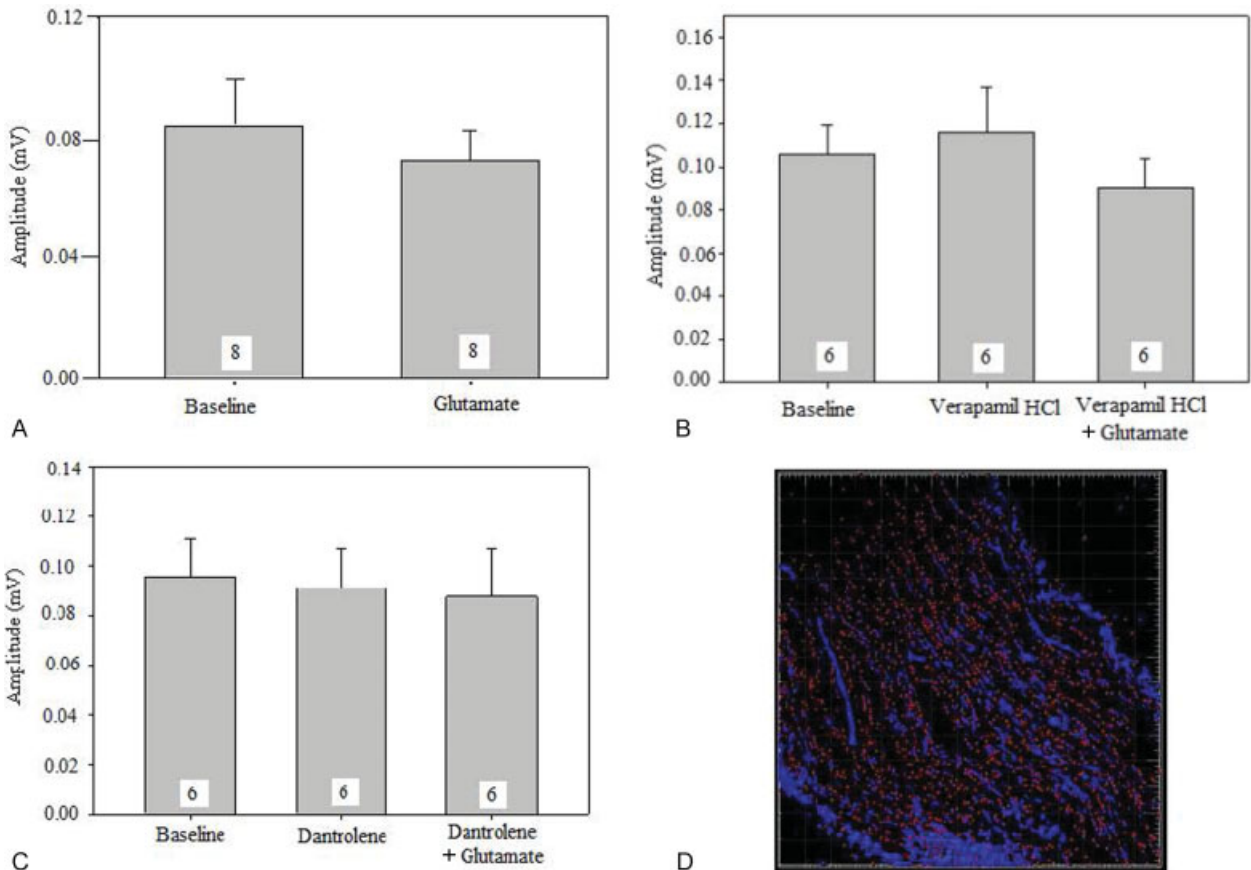 0.12
0.08
0.04
0.00
Amplitude (mV)
8
8
Baseline
Glutamate
A
0.16
0.14
0.12
0.10
0.08
0.06
0.04
0.02
0.00
Amplitude (mV)
6
6
6
Baseline
Verapamil HCl
Verapamil HCl
+ Glutamate
B
0.14
0.12
0.10
0.08
0.06
0.04
0.02
0.00
Amplitude (mV)
6
6
6
Baseline
Dantrolene
Dantrolene
+ Glutamate
C
D